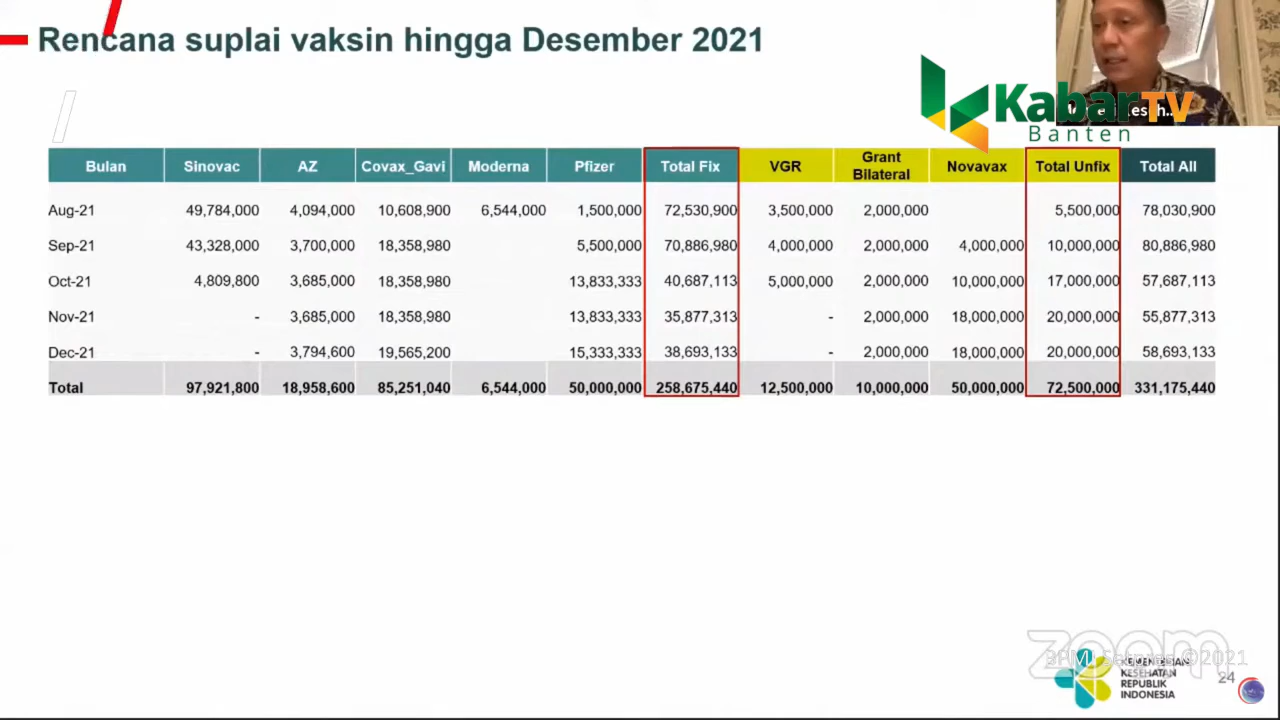 Rencana suplai vaksin hingga Desember 2021
KabarTV
Banten
Bulan Sinovac AZ Covax_Gavi Moderna Pfizer Total Fix VGR Grant Bilateral Novavax Total Unfix Total All
Aug-21 49,784,000 4,094,000 10,608,900 6,544,000 1,500,000 72,530,900 3,500,000 2,000,000 5,500,000 78,030,900
Sep-21 43,328,000 3,700,000 18,358,980 5,500,000 70,886,980 4,000,000 2,000,000 4,000,000 10,000,000 80,886,980
Oct-21 4,809,800 3,685,000 18,358,980 13,833,333 40,687,113 5,000,000 2,000,000 10,000,000 17,000,000 57,687,113
Nov-21 - 3,685,000 18,358,980 13,833,333 35,877,313 - 2,000,000 18,000,000 20,000,000 55,877,313
Dec-21 - 3,794,600 19,565,200 15,333,333 38,693,133 - 2,000,000 18,000,000 20,000,000 58,693,133
Total 97,921,800 18,958,600 85,251,040 6,544,000 50,000,000 258,675,440 12,500,000 10,000,000 50,000,000 72,500,000 331,175,440
zoom
BPMI Setpres ©2021
KEMENTERIAN
KESEHATAN
REPUBLIK
INDONESIA
24